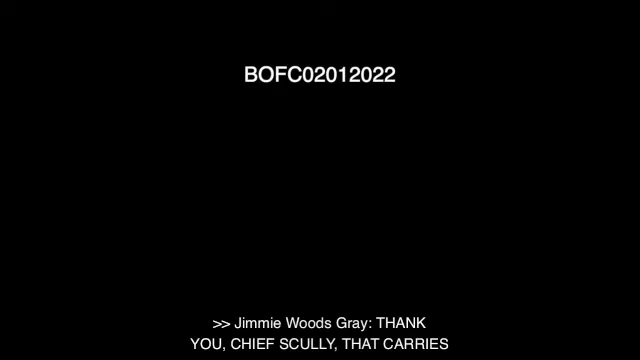 BOFC02012022
>> Jimmie Woods Gray: THANK
YOU, CHIEF SCULLY, THAT CARRIES